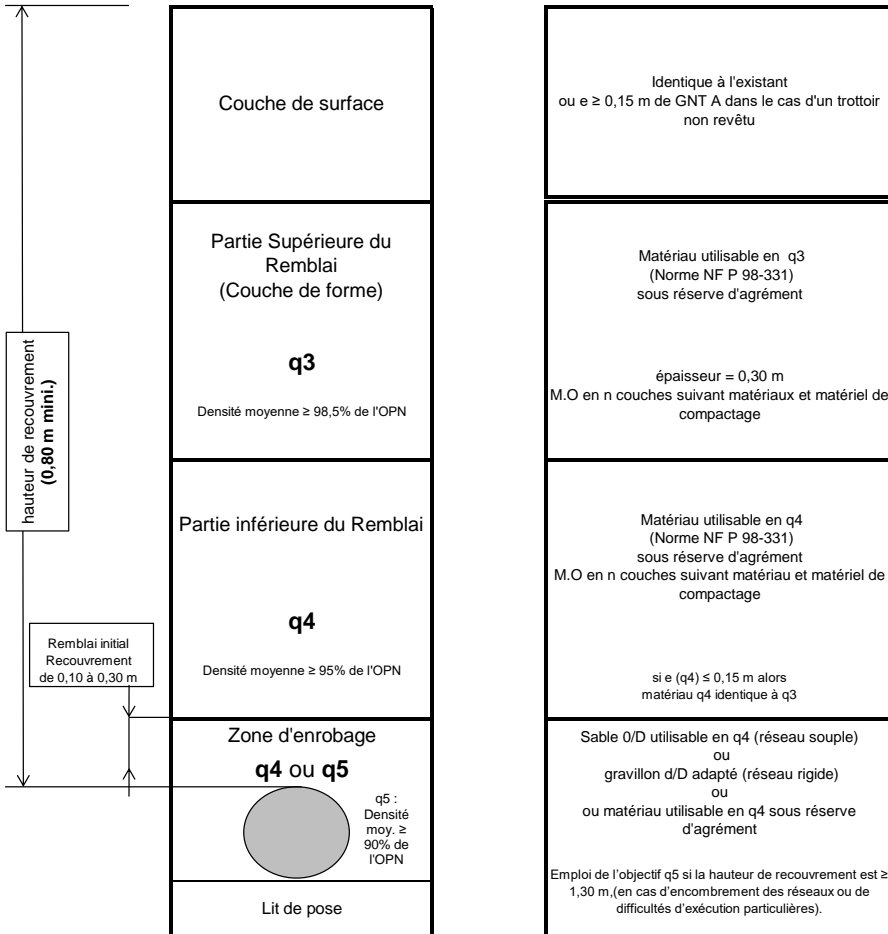 Couche de surface
Identique à l'existant
ou e ≥ 0,15 m de GNT A dans le cas d'un trottoir
non revêtu
Partie Supérieure du
Remblai
(Couche de forme)
q3
Densité moyenne ≥ 98,5% de l'OPN
Matériau utilisable en q3
(Norme NF P 98-331)
sous réserve d'agrément
épaisseur = 0,30 m
M.O en n couches suivant matériaux et matériel de
compactage
hauteur de recouvrement
(0,80 m mini.)
Partie inférieure du Remblai
q4
Densité moyenne ≥ 95% de l'OPN
Matériau utilisable en q4
(Norme NF P 98-331)
sous réserve d'agrément
M.O en n couches suivant matériau et matériel de
compactage
si e (q4) ≤ 0,15 m alors
matériau q4 identique à q3
Remblai initial
Recouvrement
de 0,10 à 0,30 m
Zone d'enrobage
q4 ou q5
q5 :
Densité
moy. ≥
90% de
l'OPN
Lit de pose
Sable 0/D utilisable en q4 (réseau souple)
ou
gravillon d/D adapté (réseau rigide)
ou
ou matériau utilisable en q4 sous réserve
d'agrément
Emploi de l’objectif q5 si la hauteur de recouvrement est ≥
1,30 m,(en cas d’encombrement des réseaux ou de
difficultés d’exécution particulières).